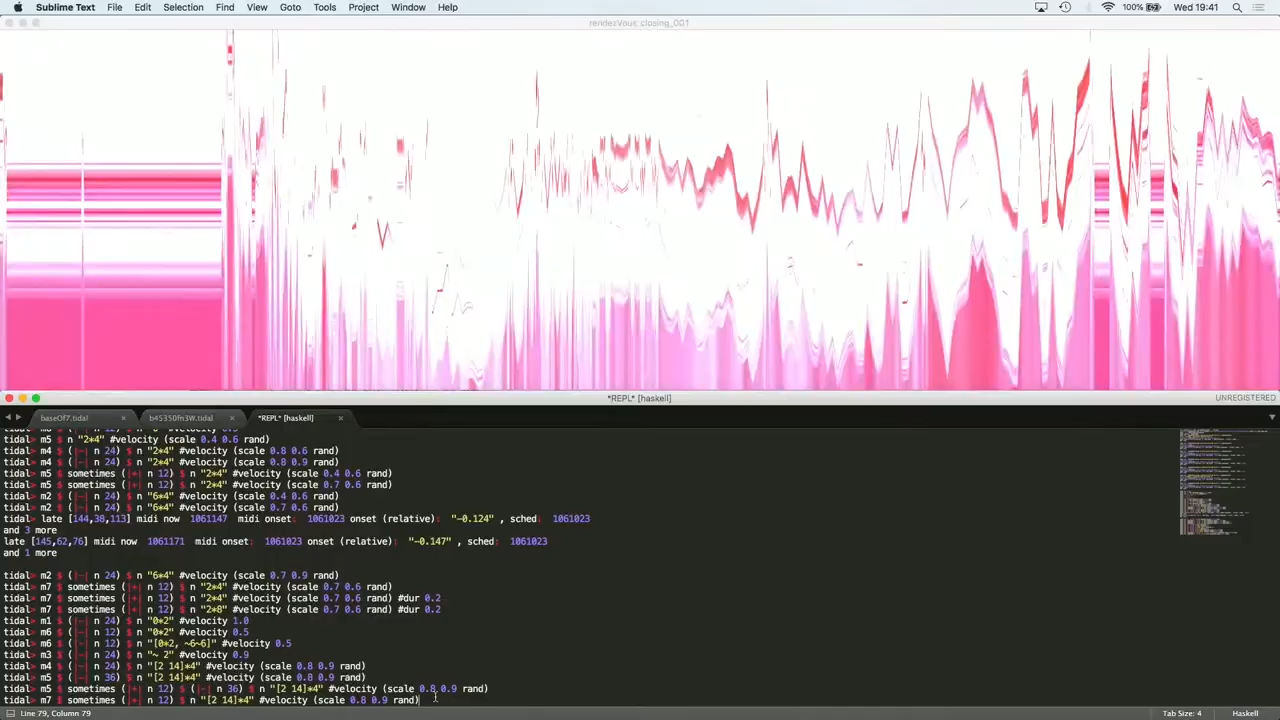 Sublime Text File Edit Selection Find View Goto Tools Project Window Help 100% Wed 19:41
rendezVous: closing_001
*REPL* [haskell] UNREGISTERED
baseOf7.tidal b45350fn3W.tidal *REPL* [haskell]
tidal> m5 $ n "2*4" #velocity (scale 0.4 0.6 rand)
tidal> m4 $ (|-| n 24) $ n "2*4" #velocity (scale 0.8 0.6 rand)
tidal> m4 $ (|-| n 24) $ n "2*4" #velocity (scale 0.8 0.9 rand)
tidal> m5 $ sometimes (|+| n 12) $ n "2*4" #velocity (scale 0.4 0.6 rand)
tidal> m5 $ sometimes (|+| n 12) $ n "2*4" #velocity (scale 0.7 0.6 rand)
tidal> m2 $ (|-| n 24) $ n "6*4" #velocity (scale 0.4 0.6 rand)
tidal> m2 $ (|-| n 24) $ n "6*4" #velocity (scale 0.7 0.6 rand)
tidal> late [144,38,113] midi now 1061147 midi onset: 1061023 onset (relative): "-0.124" , sched: 1061023
and 3 more
late [145,62,76] midi now 1061171 midi onset: 1061023 onset (relative): "-0.147" , sched: 1061023
and 1 more
tidal> m2 $ (|-| n 24) $ n "6*4" #velocity (scale 0.7 0.9 rand)
tidal> m7 $ sometimes (|+| n 12) $ n "2*4" #velocity (scale 0.7 0.6 rand)
tidal> m7 $ sometimes (|+| n 12) $ n "2*4" #velocity (scale 0.7 0.6 rand) #dur 0.2
tidal> m7 $ sometimes (|+| n 12) $ n "2*8" #velocity (scale 0.7 0.6 rand) #dur 0.2
tidal> m1 $ (|-| n 24) $ n "0*2" #velocity 1.0
tidal> m6 $ (|-| n 12) $ n "0*2" #velocity 0.5
tidal> m6 $ (|-| n 12) $ n "[0*2, ~6~6]" #velocity 0.5
tidal> m3 $ (|-| n 24) $ n "~ 2" #velocity 0.9
tidal> m4 $ (|-| n 24) $ n "[2 14]*4" #velocity (scale 0.8 0.9 rand)
tidal> m5 $ (|-| n 36) $ n "[2 14]*4" #velocity (scale 0.8 0.9 rand)
tidal> m5 $ sometimes (|+| n 12) $ (|-| n 36) $ n "[2 14]*4" #velocity (scale 0.8 0.9 rand)
tidal> m7 $ sometimes (|+| n 12) $ n "[2 14]*4" #velocity (scale 0.8 0.9 rand)
Line 79, Column 79 Tab Size: 4 Haskell